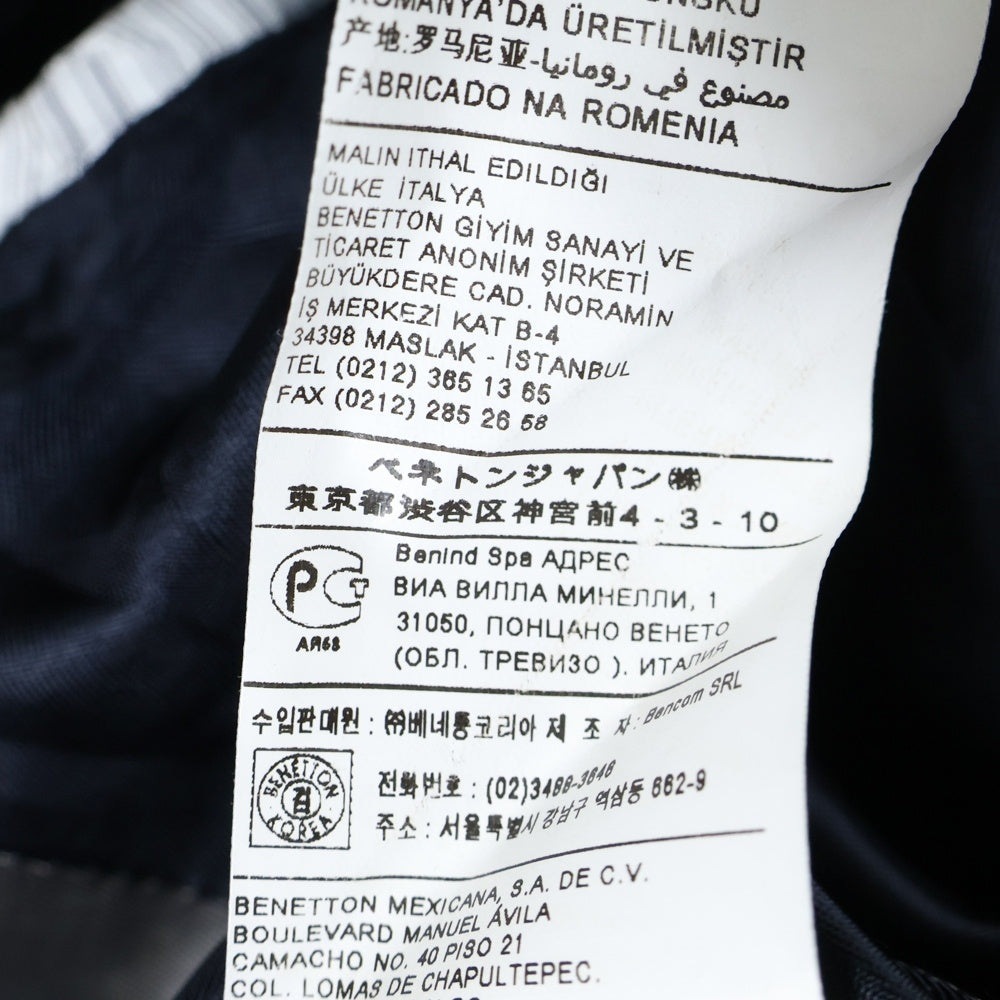 ROMANYA'DA ÜRETİLMİŞTİR
产地:罗马尼亚-مصنوع في رومانيا
FABRICADO NA ROMENIA
MALIN ITHAL EDILDIĞI
ÜLKE İTALYA
BENETTON GİYİM SANAYİ VE
TİCARET ANONİM ŞİRKETİ
BÜYÜKDERE CAD. NORAMIN
İŞ MERKEZİ KAT B-4
34398 MASLAK - İSTANBUL
TEL (0212) 365 13 65
FAX (0212) 285 26 58
ベネトンジャパン㈱
東京都渋谷区神宮前4 - 3 - 10
PCT
АЯ68
Benind Spa АДРЕС
ВИА ВИЛЛА МИНЕЛЛИ, 1
31050, ПОНЦАНО ВЕНЕТО
(ОБЛ. ТРЕВИЗО ). ИТАЛИЯ
수입판매원 : ㈜베네통코리아 제 조 자 : Bencom SRL
BENETTON
검
KOREA
전화번호 : (02)3488-3648
주소 : 서울특별시 강남구 역삼동 662-9
BENETTON MEXICANA, S.A. DE C.V.
BOULEVARD MANUEL ÁVILA
CAMACHO NO. 40 PISO 21
COL. LOMAS DE CHAPULTEPEC.